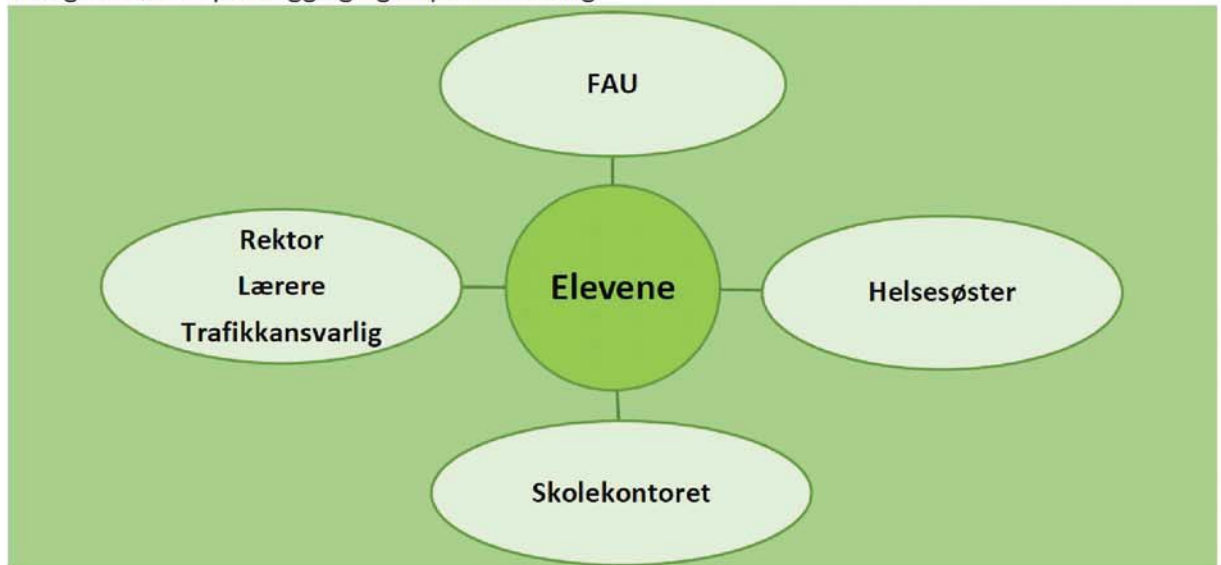 FAU
Rektor
Lærere
Trafikkansvarlig
Elevene
Helsesøster
Skolekontoret